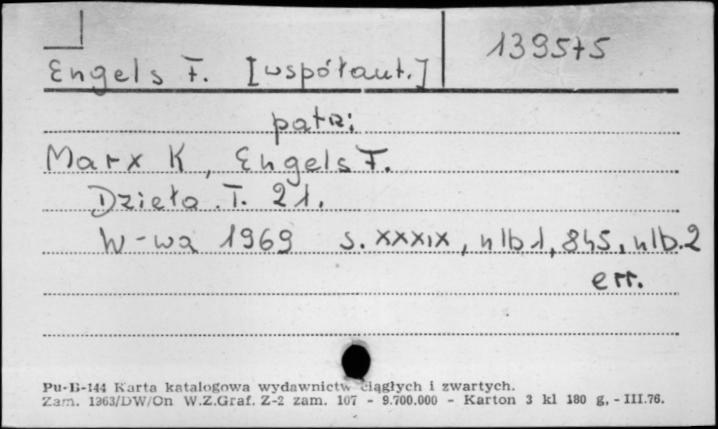 139575
Engels F. [współaut.]
patrz:
Marx K, Engels F.
Dzieła. T. 21.
W-wa 1969 s. XXXIX, nlb 1, 845, nlb. 2
err.
Pu-B-144 Karta katalogowa wydawnictw ciągłych i zwartych.
Zam. 1363/DW/On W.Z.Graf. Z-2 zam. 107 - 9.700.000 - Karton 3 kl 180 g, - III.76.